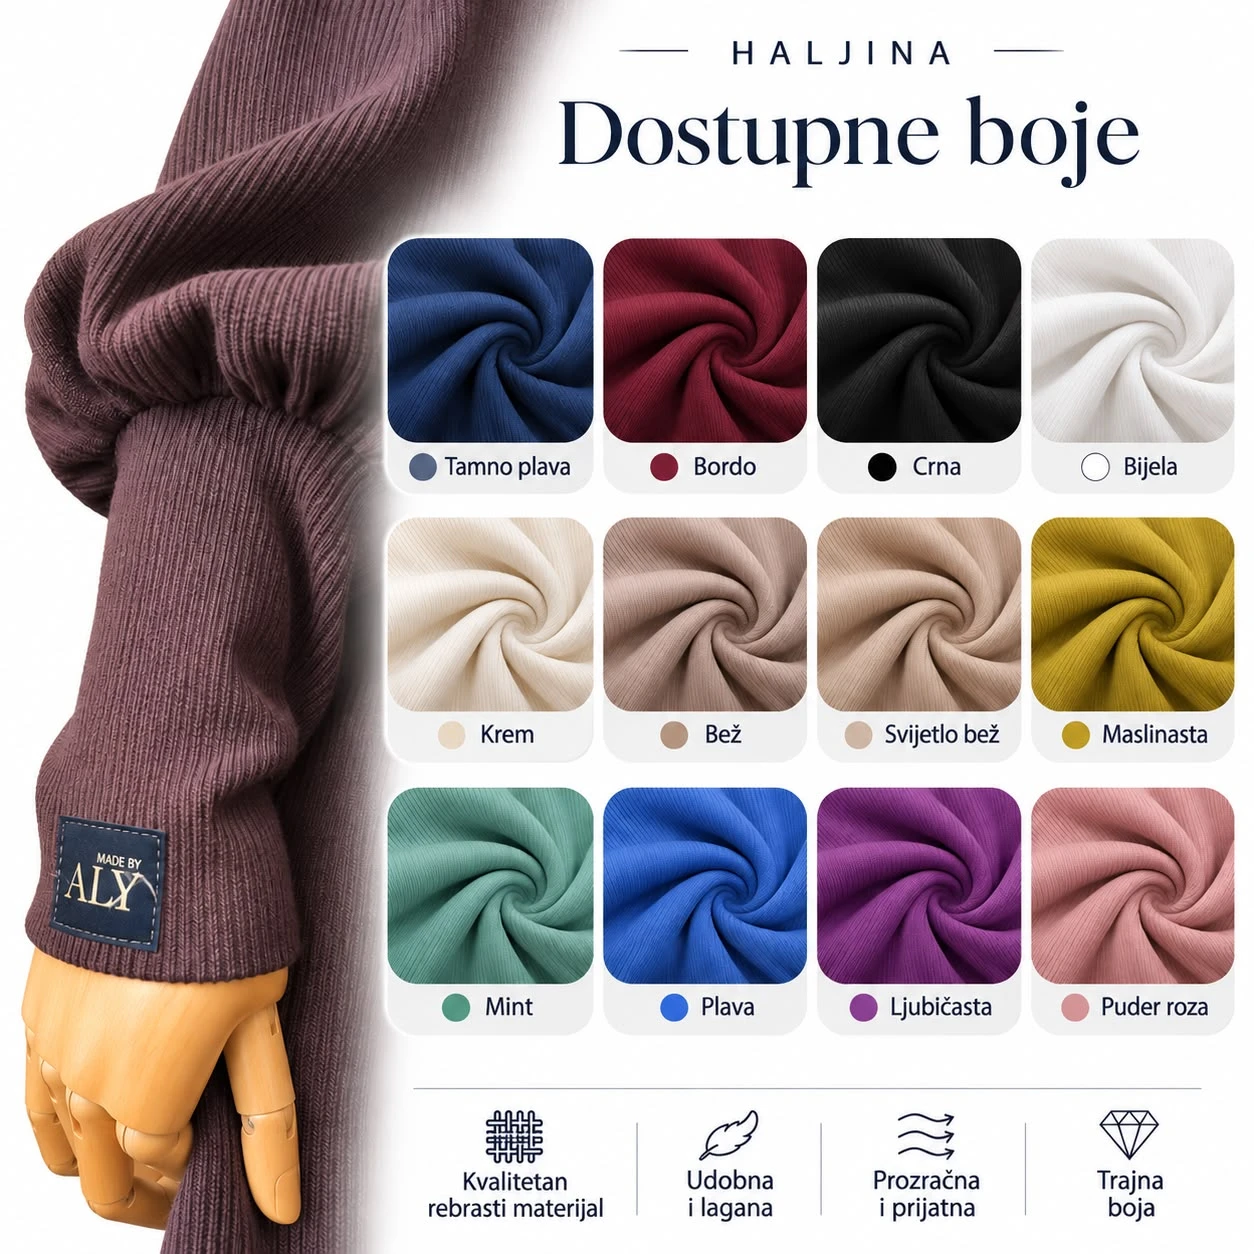 HALJINA
Dostupne boje
Tamno plava
Bordo
Crna
Bijela
Krem
Bež
Svijetlo bež
Maslinasta
Mint
Plava
Ljubičasta
Puder roza
MADE BY
ALY
Kvalitetan
rebrasti materijal
Udobna
i lagana
Prozračna
i prijatna
Trajna
boja